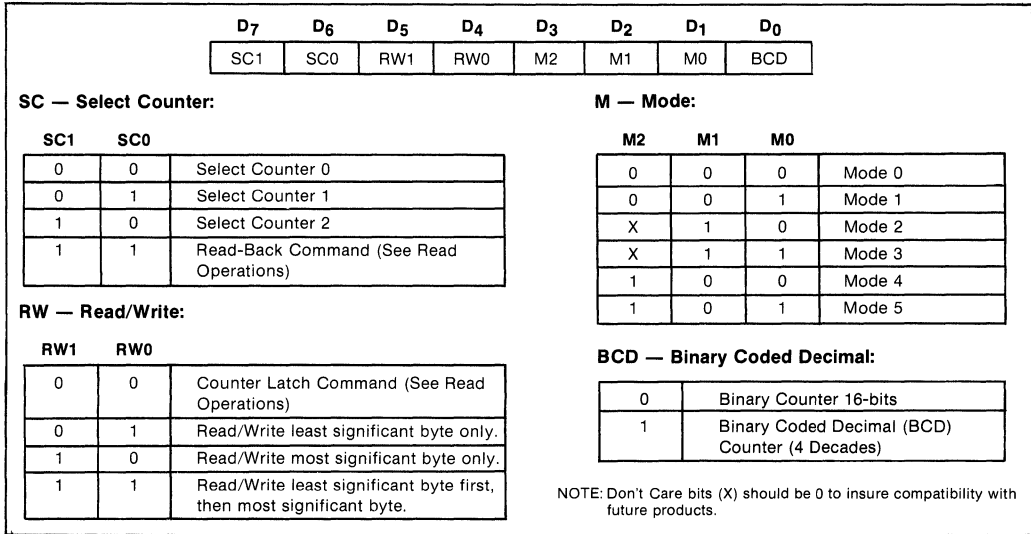 D7 D6 D5 D4 D3 D2 D1 D0
SC1 SC0 RW1 RW0 M2 M1 M0 BCD
SC — Select Counter:
SC1 SC0
0 0 Select Counter 0
0 1 Select Counter 1
1 0 Select Counter 2
1 1 Read-Back Command (See Read
Operations)
RW — Read/Write:
RW1 RW0
0 0 Counter Latch Command (See Read
Operations)
0 1 Read/Write least significant byte only.
1 0 Read/Write most significant byte only.
1 1 Read/Write least significant byte first,
then most significant byte.
M — Mode:
M2 M1 M0
0 0 0 Mode 0
0 0 1 Mode 1
X 1 0 Mode 2
X 1 1 Mode 3
1 0 0 Mode 4
1 0 1 Mode 5
BCD — Binary Coded Decimal:
0 Binary Counter 16-bits
1 Binary Coded Decimal (BCD)
Counter (4 Decades)
NOTE: Don't Care bits (X) should be 0 to insure compatibility with
future products.